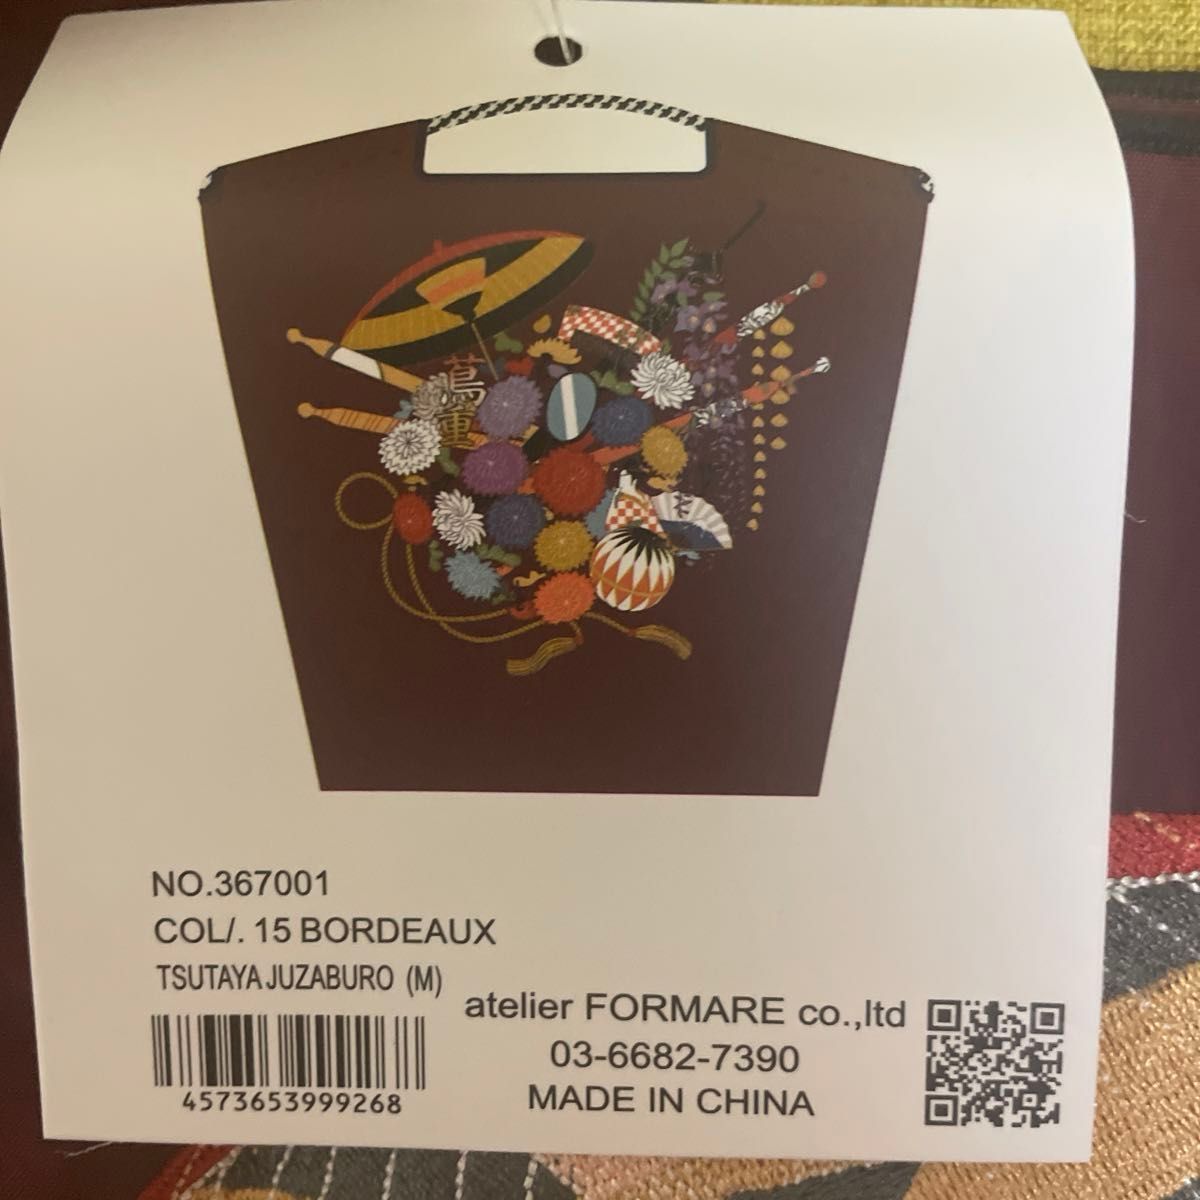 蔦重
NO.367001
COL/. 15 BORDEAUX
TSUTAYA JUZABURO (M)
4573653999268
atelier FORMARE co.,ltd
03-6682-7390
MADE IN CHINA